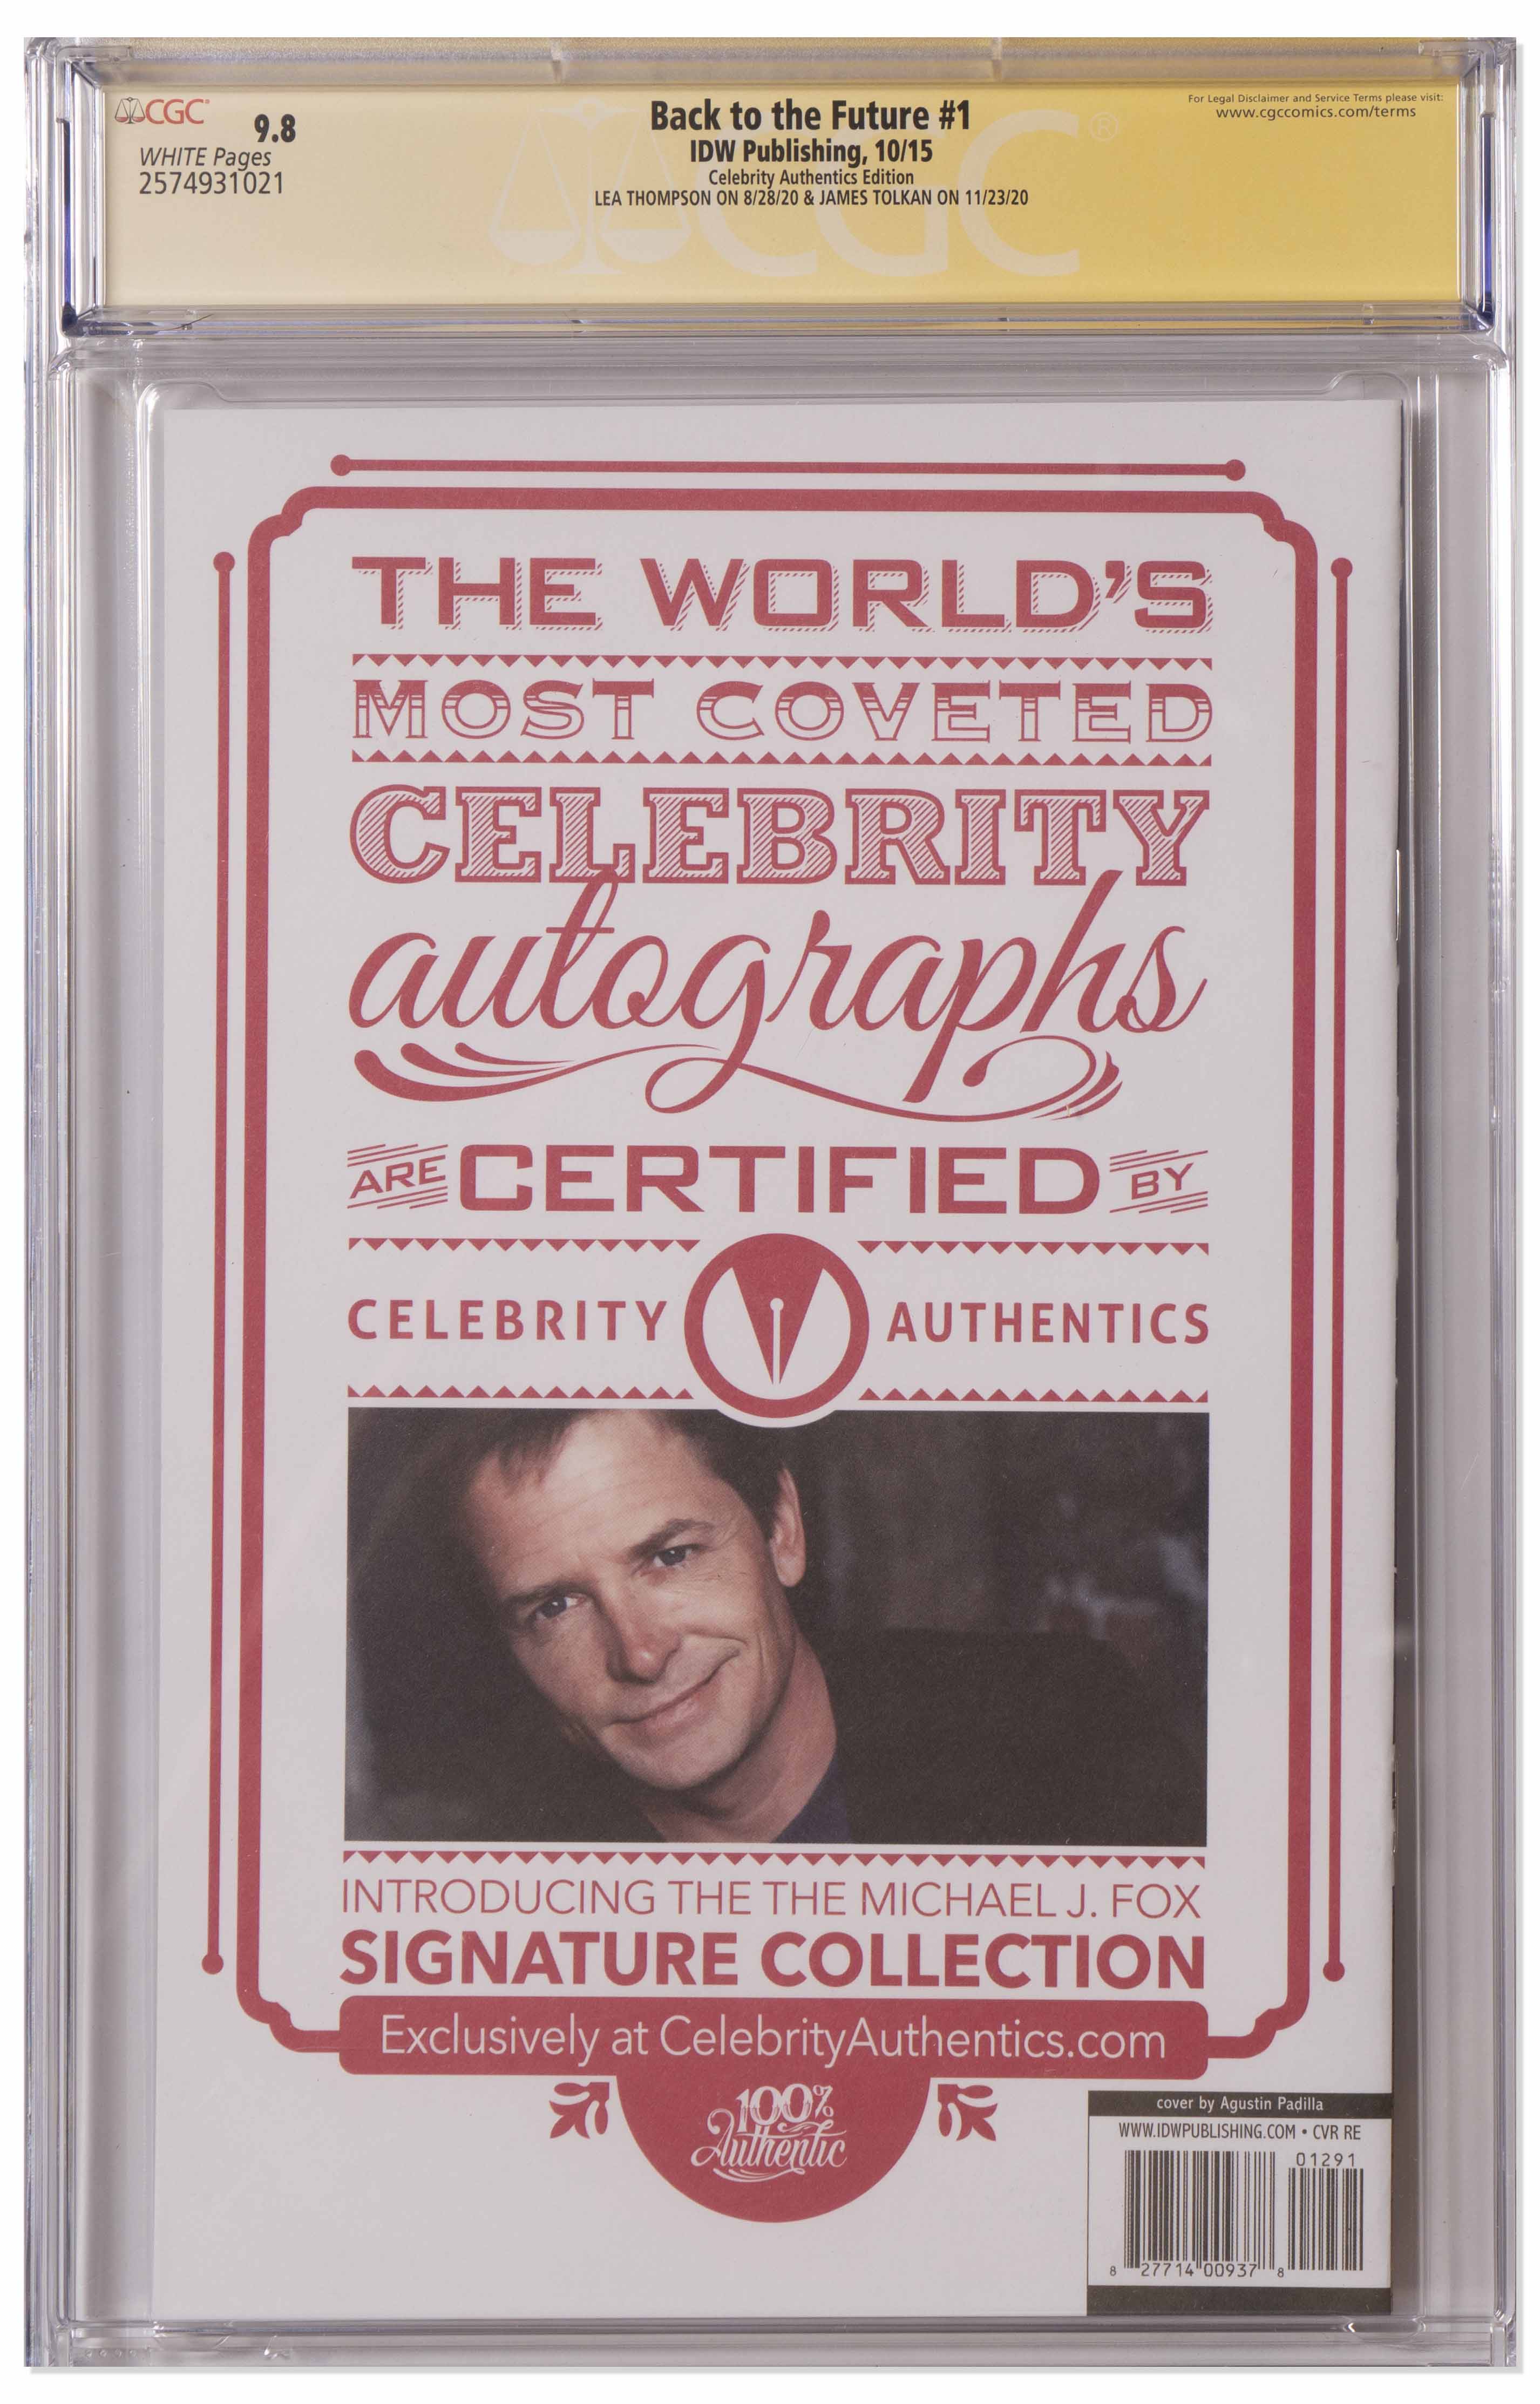 CGC
9.8
WHITE Pages
2574931021
Back to the Future #1
IDW Publishing, 10/15
Celebrity Authentics Edition
LEA THOMPSON ON 8/28/20 & JAMES TOLKAN ON 11/23/20
For Legal Disclaimer and Service Terms please visit:
www.cgccomics.com/terms
CGC
THE WORLD'S
MOST COVETED
CELEBRITY
autographs
ARE CERTIFIED BY
CELEBRITY AUTHENTICS
INTRODUCING THE THE MICHAEL J. FOX
SIGNATURE COLLECTION
Exclusively at CelebrityAuthentics.com
100%
Authentic
cover by Agustin Padilla
WWW.IDWPUBLISHING.COM • CVR RE
01291
8 27714 00937 8